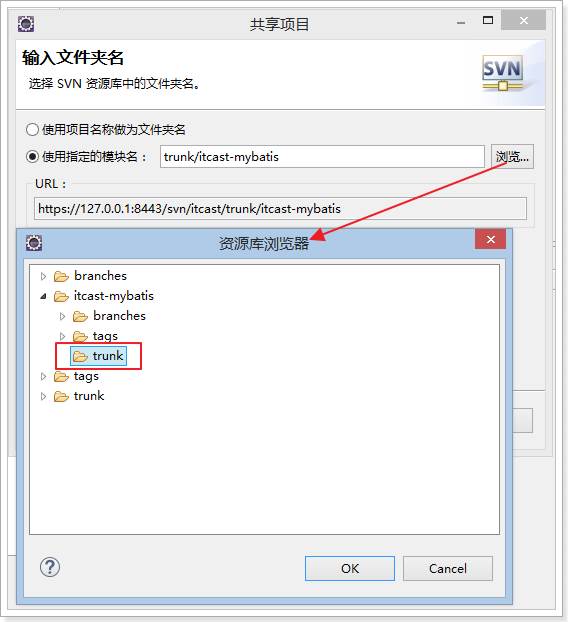 共享项目
输入文件夹名
选择 SVN 资源库中的文件夹名。
SVN
使用项目名称做为文件夹名
使用指定的模块名：
trunk/itcast-mybatis
浏览...
URL：
https://127.0.0.1:8443/svn/itcast/trunk/itcast-mybatis
资源库浏览器
branches
itcast-mybatis
branches
tags
trunk
tags
trunk
?
OK
Cancel